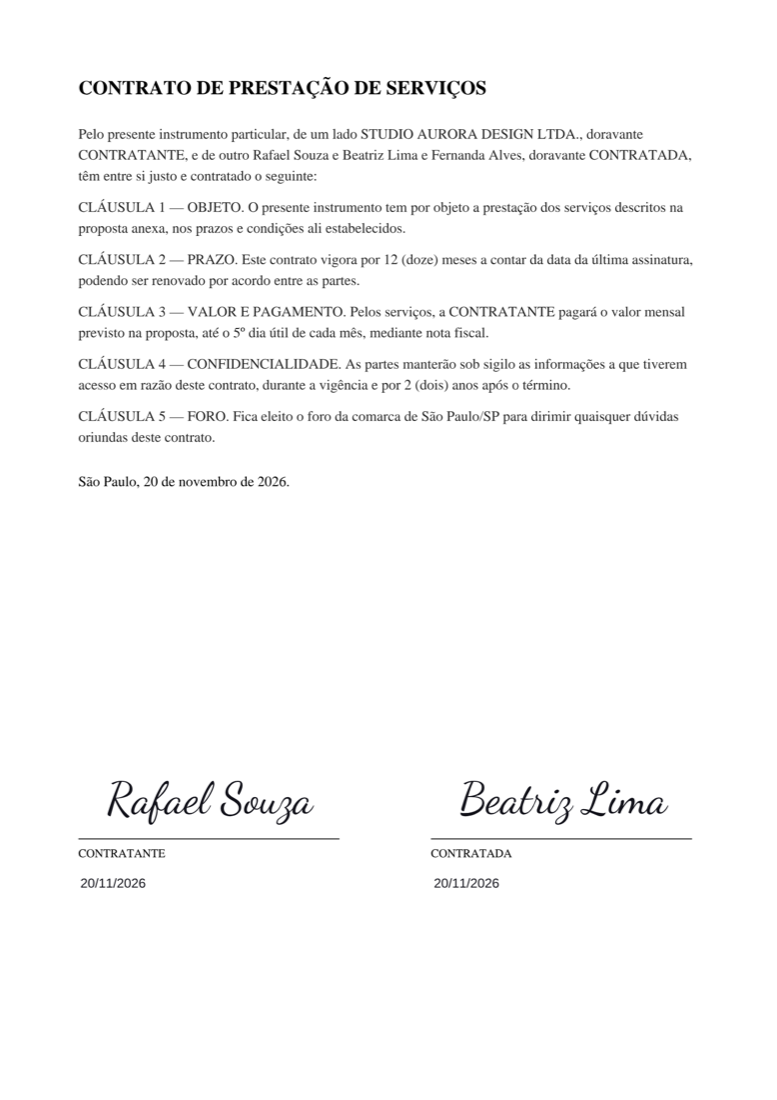 CONTRATO DE PRESTAÇÃO DE SERVIÇOS
Pelo presente instrumento particular, de um lado STUDIO AURORA DESIGN LTDA., doravante
CONTRATANTE, e de outro Rafael Souza e Beatriz Lima e Fernanda Alves, doravante CONTRATADA,
têm entre si justo e contratado o seguinte:
CLÁUSULA 1 — OBJETO. O presente instrumento tem por objeto a prestação dos serviços descritos na
proposta anexa, nos prazos e condições ali estabelecidos.
CLÁUSULA 2 — PRAZO. Este contrato vigora por 12 (doze) meses a contar da data da última assinatura,
podendo ser renovado por acordo entre as partes.
CLÁUSULA 3 — VALOR E PAGAMENTO. Pelos serviços, a CONTRATANTE pagará o valor mensal
previsto na proposta, até o 5º dia útil de cada mês, mediante nota fiscal.
CLÁUSULA 4 — CONFIDENCIALIDADE. As partes manterão sob sigilo as informações a que tiverem
acesso em razão deste contrato, durante a vigência e por 2 (dois) anos após o término.
CLÁUSULA 5 — FORO. Fica eleito o foro da comarca de São Paulo/SP para dirimir quaisquer dúvidas
oriundas deste contrato.
São Paulo, 20 de novembro de 2026.
Rafael Souza
CONTRATANTE
20/11/2026
Beatriz Lima
CONTRATADA
20/11/2026